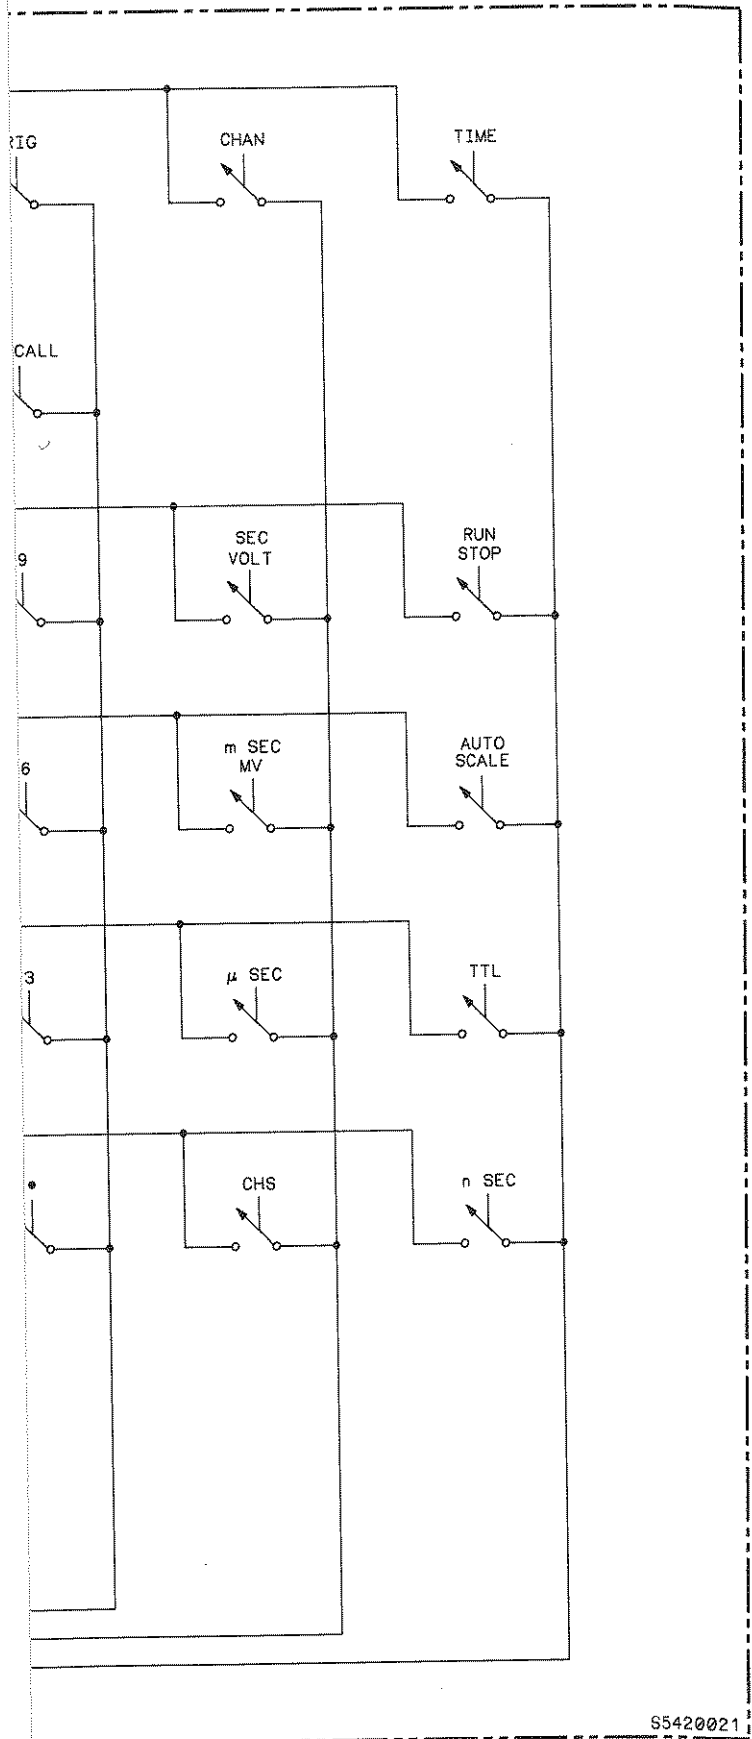 RIG
CHAN
TIME
CALL
9
SEC
VOLT
RUN
STOP
6
m SEC
MV
AUTO
SCALE
3
μ SEC
TTL
CHS
n SEC
S5420021